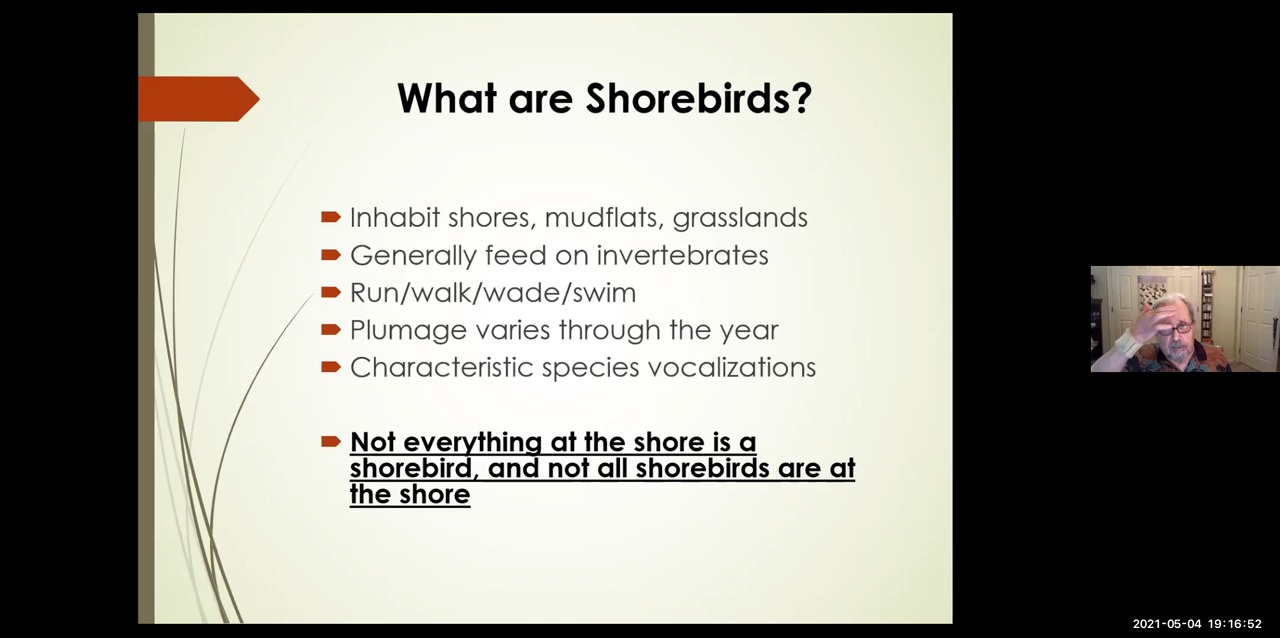 What are Shorebirds?
Inhabit shores, mudflats, grasslands
Generally feed on invertebrates
Run/walk/wade/swim
Plumage varies through the year
Characteristic species vocalizations
Not everything at the shore is a
shorebird, and not all shorebirds are at
the shore
2021-05-04 19:16:52